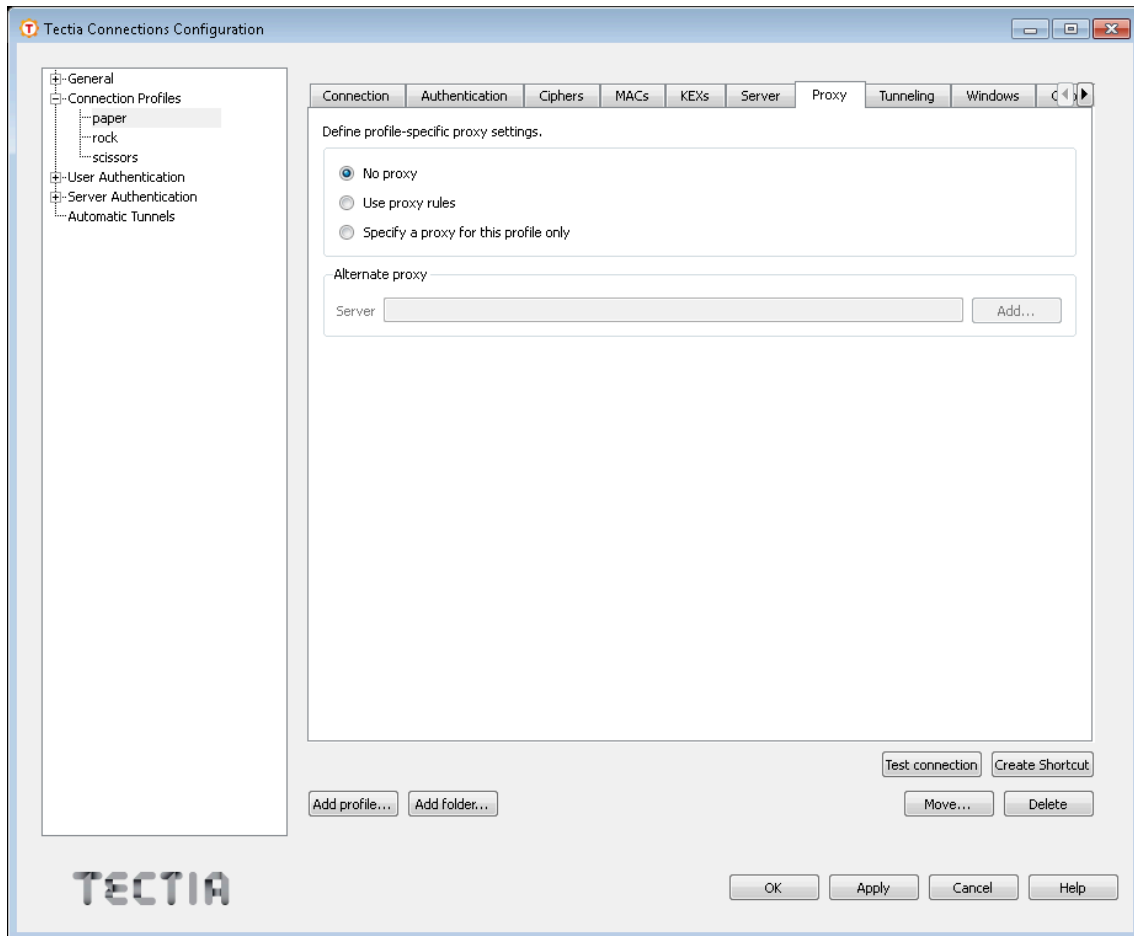 Tectia Connections Configuration
General
Connection Profiles
paper
rock
scissors
User Authentication
Server Authentication
Automatic Tunnels
Connection Authentication Ciphers MACs KEXs Server Proxy Tunneling Windows
Define profile-specific proxy settings.
No proxy
Use proxy rules
Specify a proxy for this profile only
Alternate proxy
Server Add...
Test connection Create Shortcut
Add profile... Add folder... Move... Delete
TECTIA
OK Apply Cancel Help